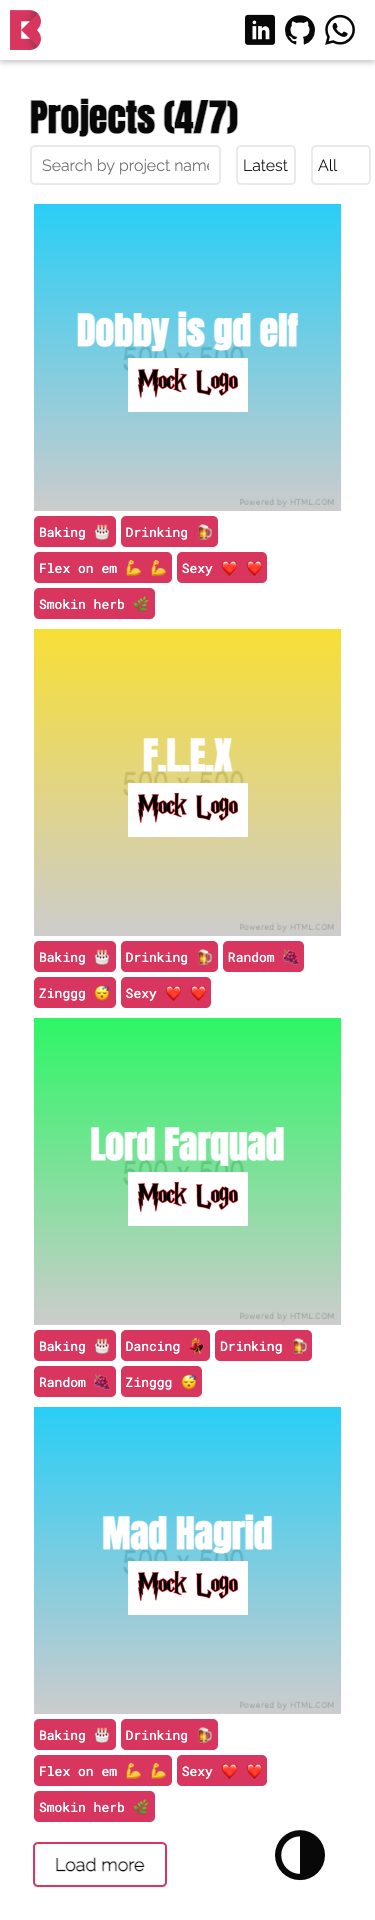 Projects (4/7)
Search by project name
Latest
All
Dobby is gd elf
500 x 500
Mock Logo
Powered by HTML.COM
Baking 🎂 Drinking 🍺
Flex on em 💪 💪 Sexy ❤️ ❤️
Smokin herb 🌿
F.L.E.X
500 x 500
Mock Logo
Powered by HTML.COM
Baking 🎂 Drinking 🍺 Random 🍇
Zinggg 😴 Sexy ❤️ ❤️
Lord Farquad
500 x 500
Mock Logo
Powered by HTML.COM
Baking 🎂 Dancing 💃 Drinking 🍺
Random 🍇 Zinggg 😴
Mad Hagrid
500 x 500
Mock Logo
Powered by HTML.COM
Baking 🎂 Drinking 🍺
Flex on em 💪 💪 Sexy ❤️ ❤️
Smokin herb 🌿
Load more